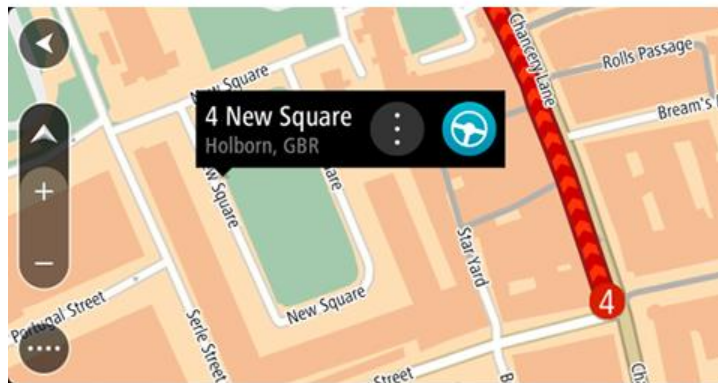 Chancery Lane
Rolls Passage
New Square
Bream's
4 New Square
Holborn, GBR
New Square
Square
Star Yard
New Square
4
Portugal Street
Serle Street
Street